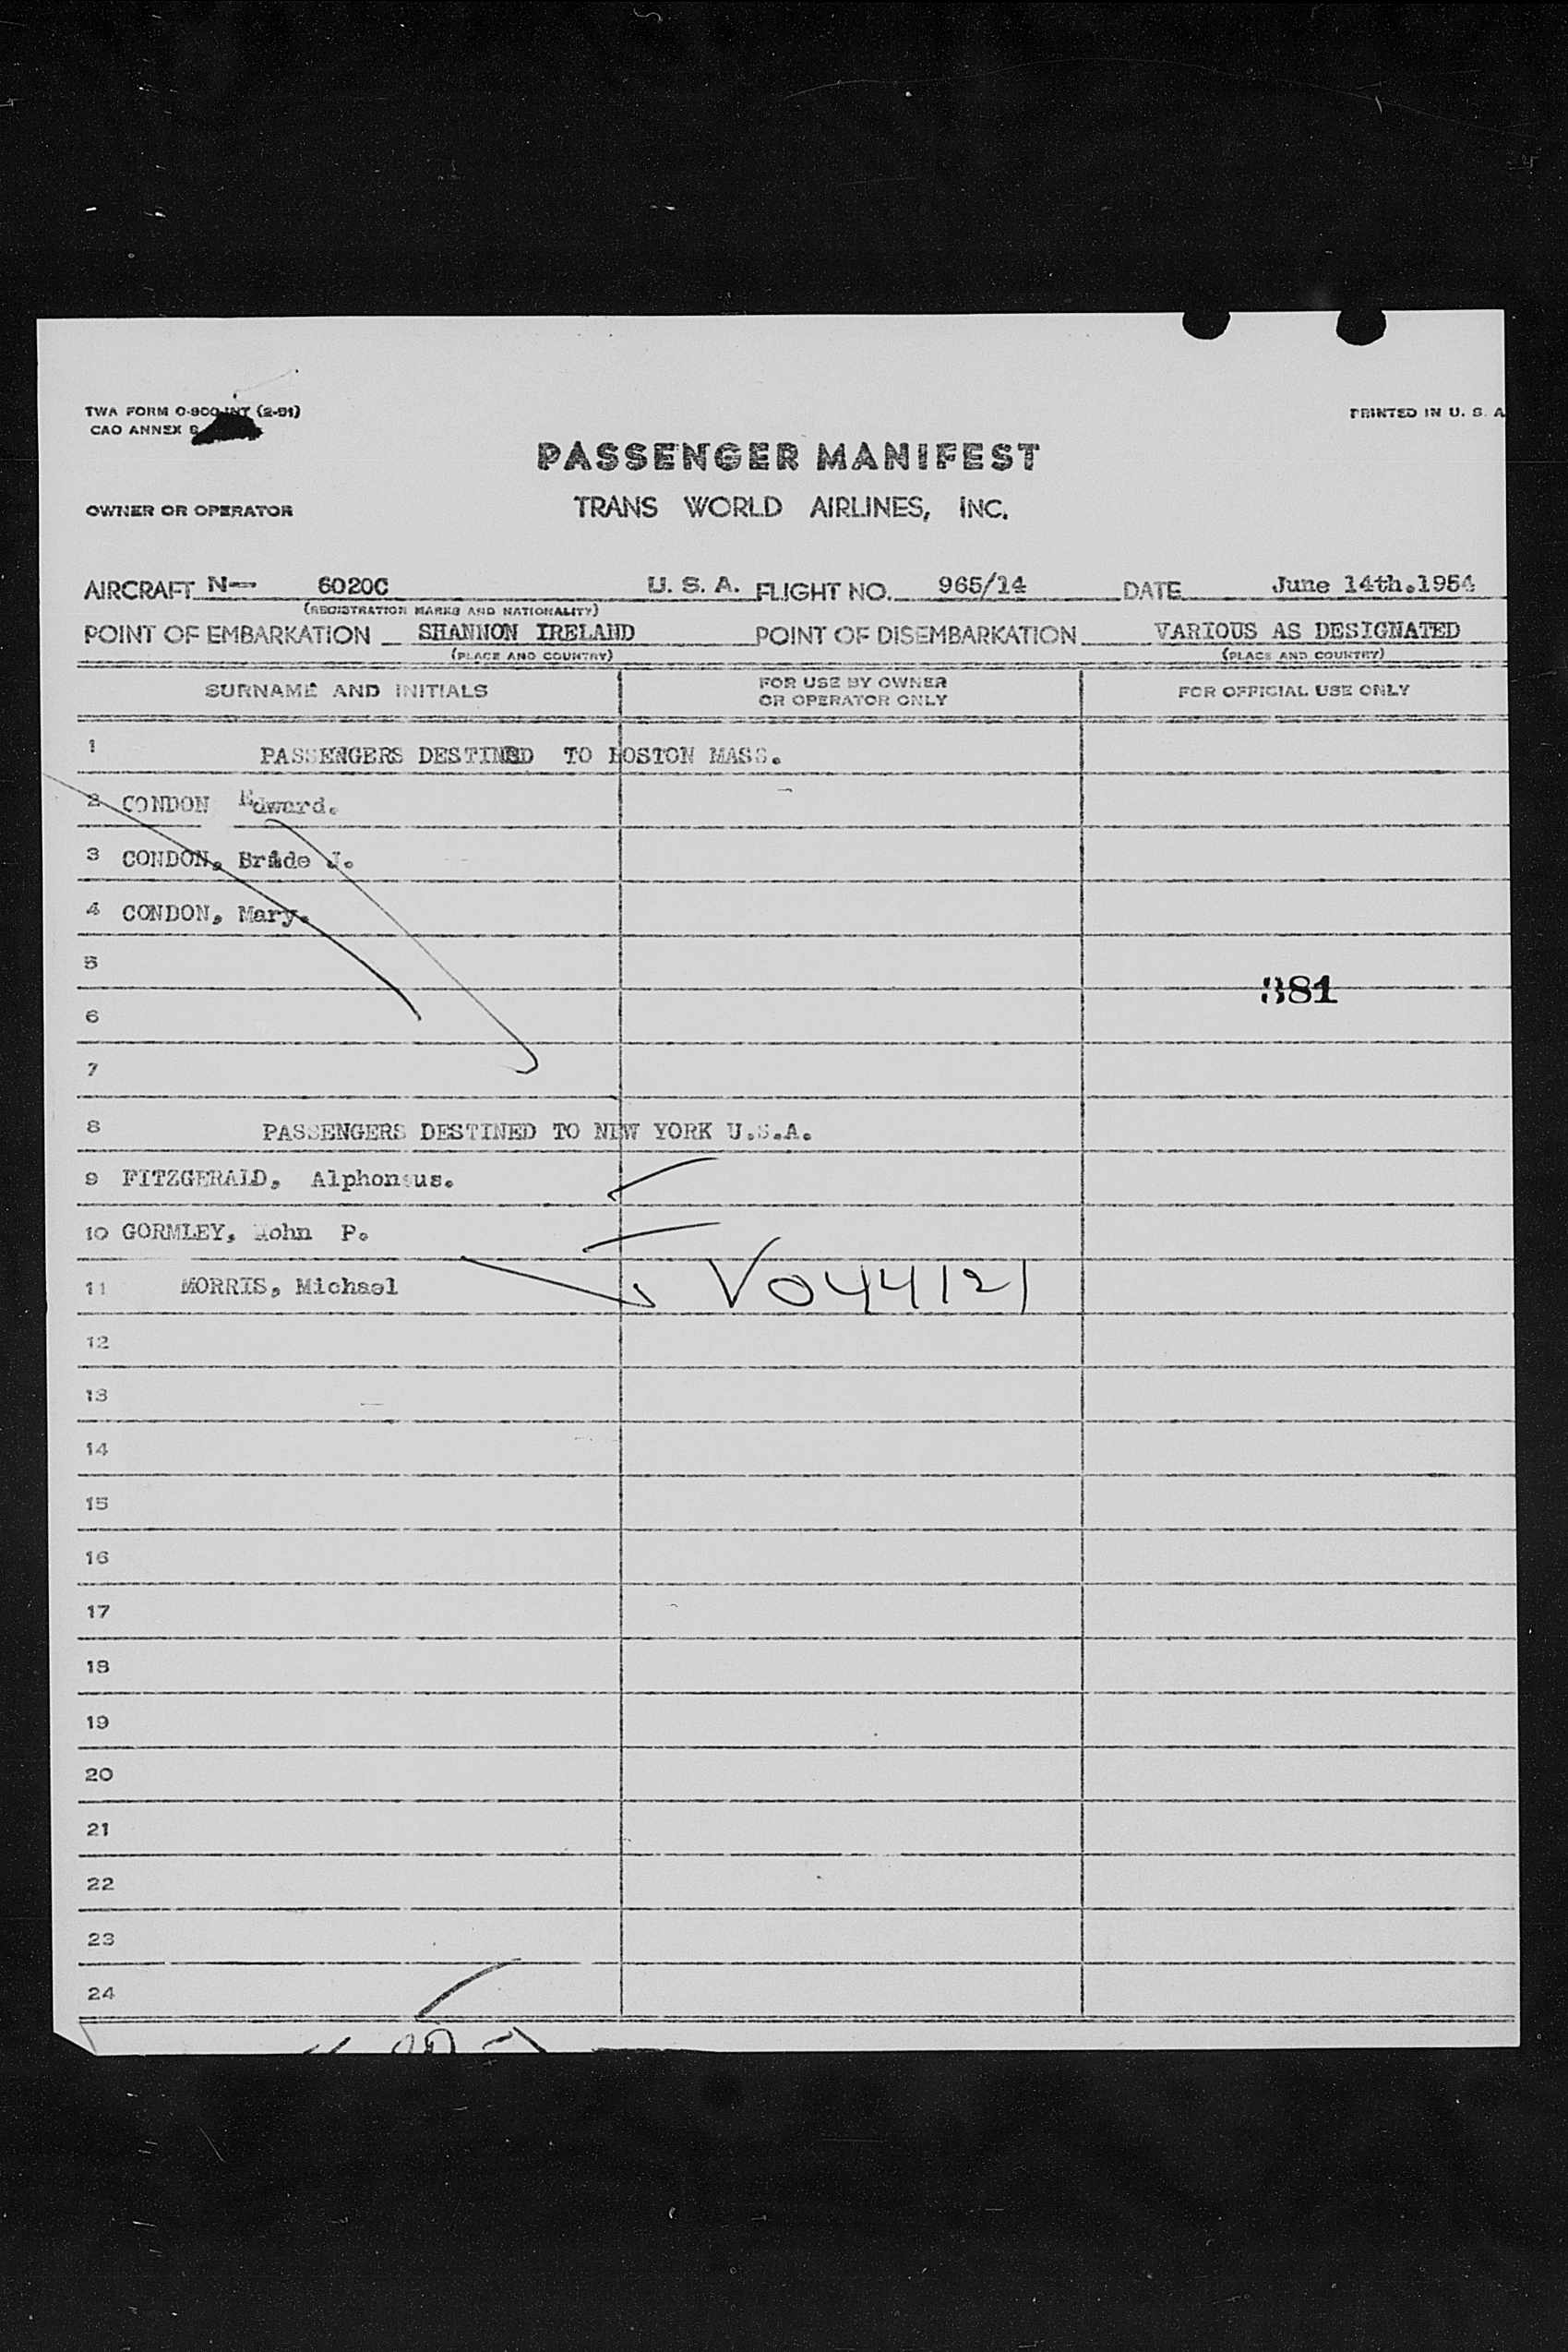 TWA FORM O-800-INT (2-51)
PRINTED IN U. S. A
CAO ANNEX 9
PASSENGER MANIFEST
OWNER OR OPERATOR
TRANS WORLD AIRLINES, INC.
AIRCRAFT N— 6020C U. S. A. FLIGHT NO. 965/14 DATE June 14th.1954
(REGISTRATION MARKS AND NATIONALITY)
POINT OF EMBARKATION SHANNON IRELAND POINT OF DISEMBARKATION VARIOUS AS DESIGNATED
(PLACE AND COUNTRY) (PLACE AND COUNTRY)
SURNAME AND INITIALS
FOR USE BY OWNER
OR OPERATOR ONLY
FOR OFFICIAL USE ONLY
1 PASSENGERS DESTINED TO BOSTON MASS.
2 CONDON Edward.
3 CONDON, Bride J.
4 CONDON, Mary.
5
381
6
7
8 PASSENGERS DESTINED TO NEW YORK U.S.A.
9 FITZGERALD, Alphonsus.
10 GORMLEY, John P.
11 MORRIS, Michael V044121
12
13
14
15
16
17
18
19
20
21
22
23
24